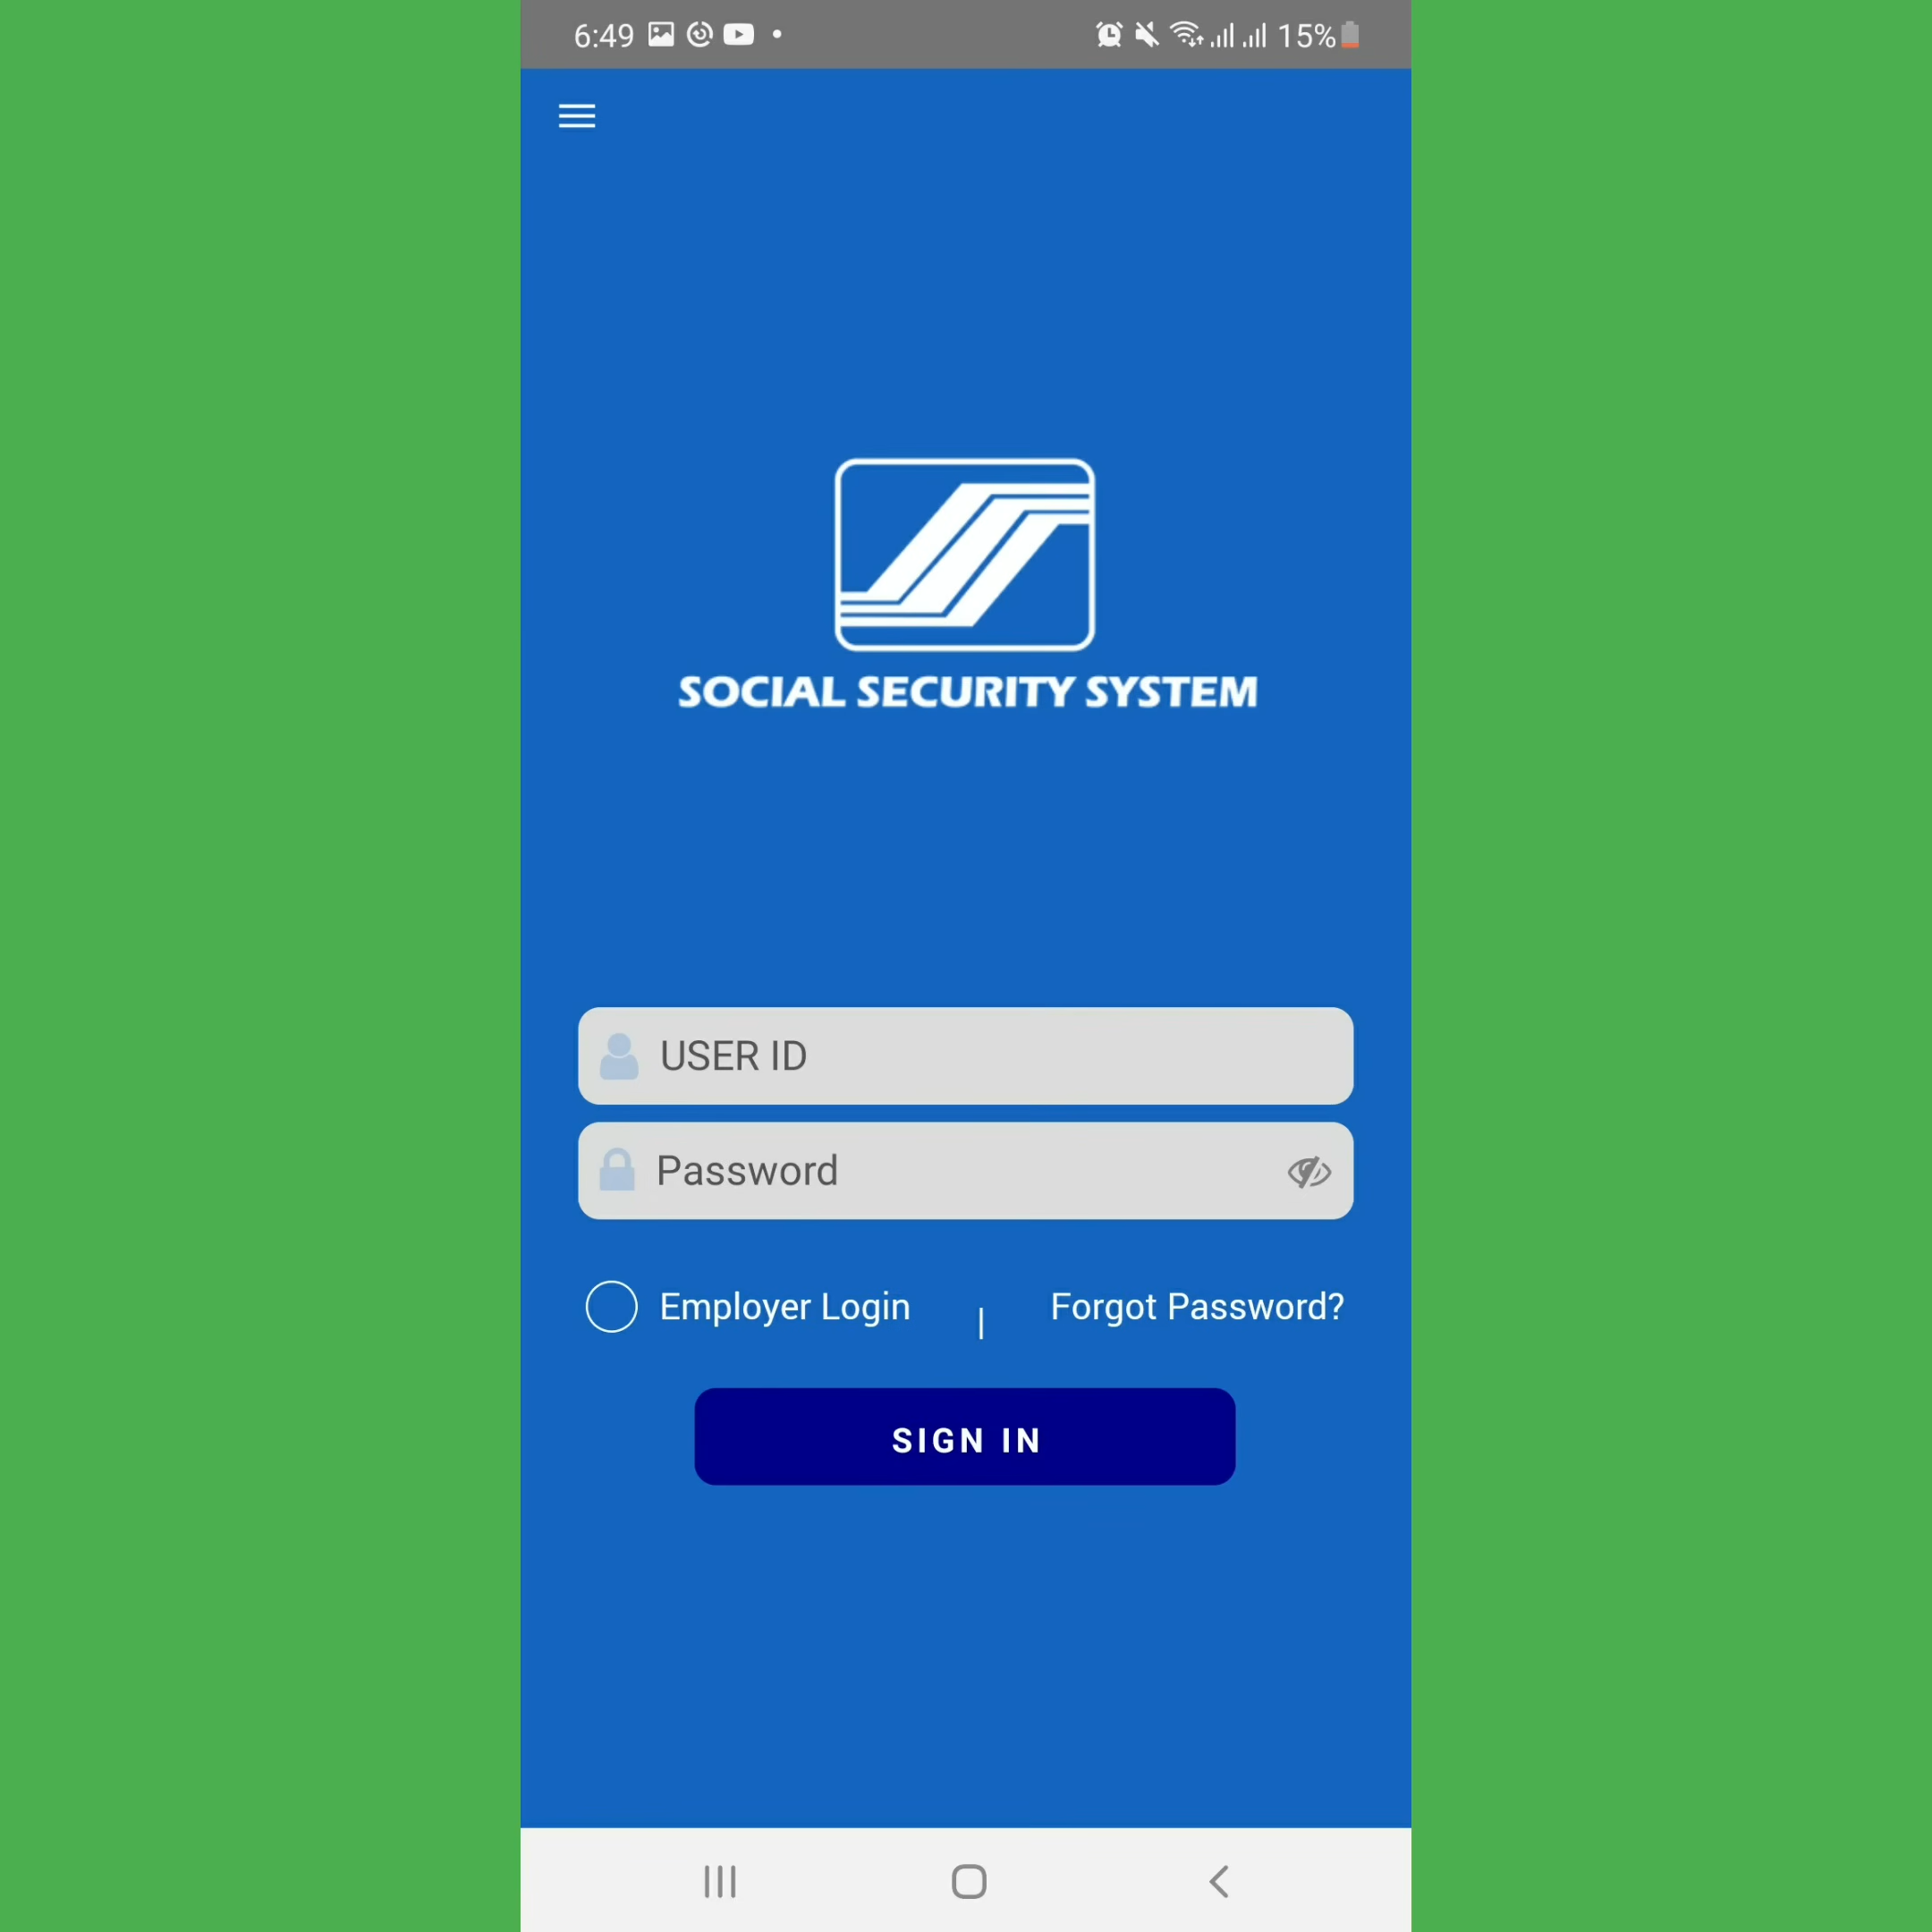 6:49 15%
SOCIAL SECURITY SYSTEM
USER ID
Password
Employer Login | Forgot Password?
SIGN IN